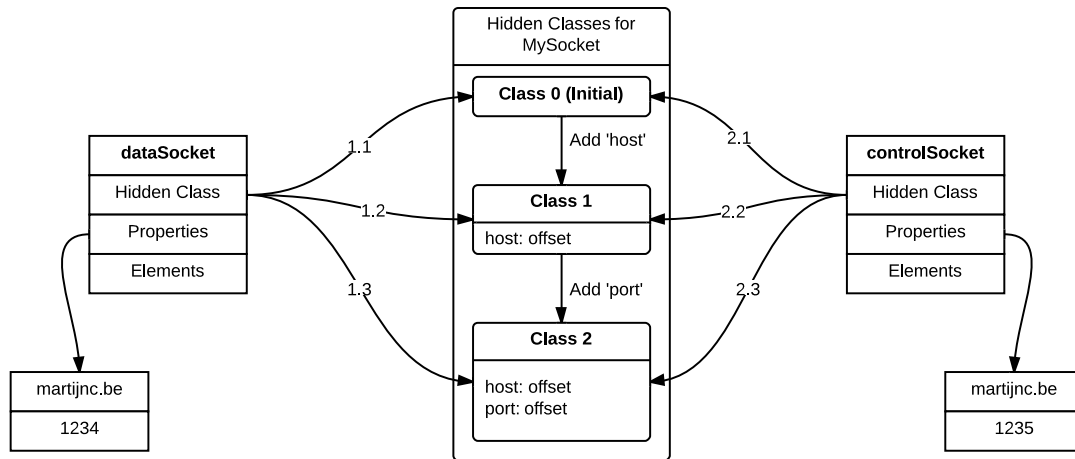 Hidden Classes for
MySocket
Class 0 (Initial)
Add 'host'
Class 1
host: offset
Add 'port'
Class 2
host: offset
port: offset
dataSocket
Hidden Class
Properties
Elements
1.1
1.2
1.3
martijnc.be
1234
controlSocket
Hidden Class
Properties
Elements
2.1
2.2
2.3
martijnc.be
1235